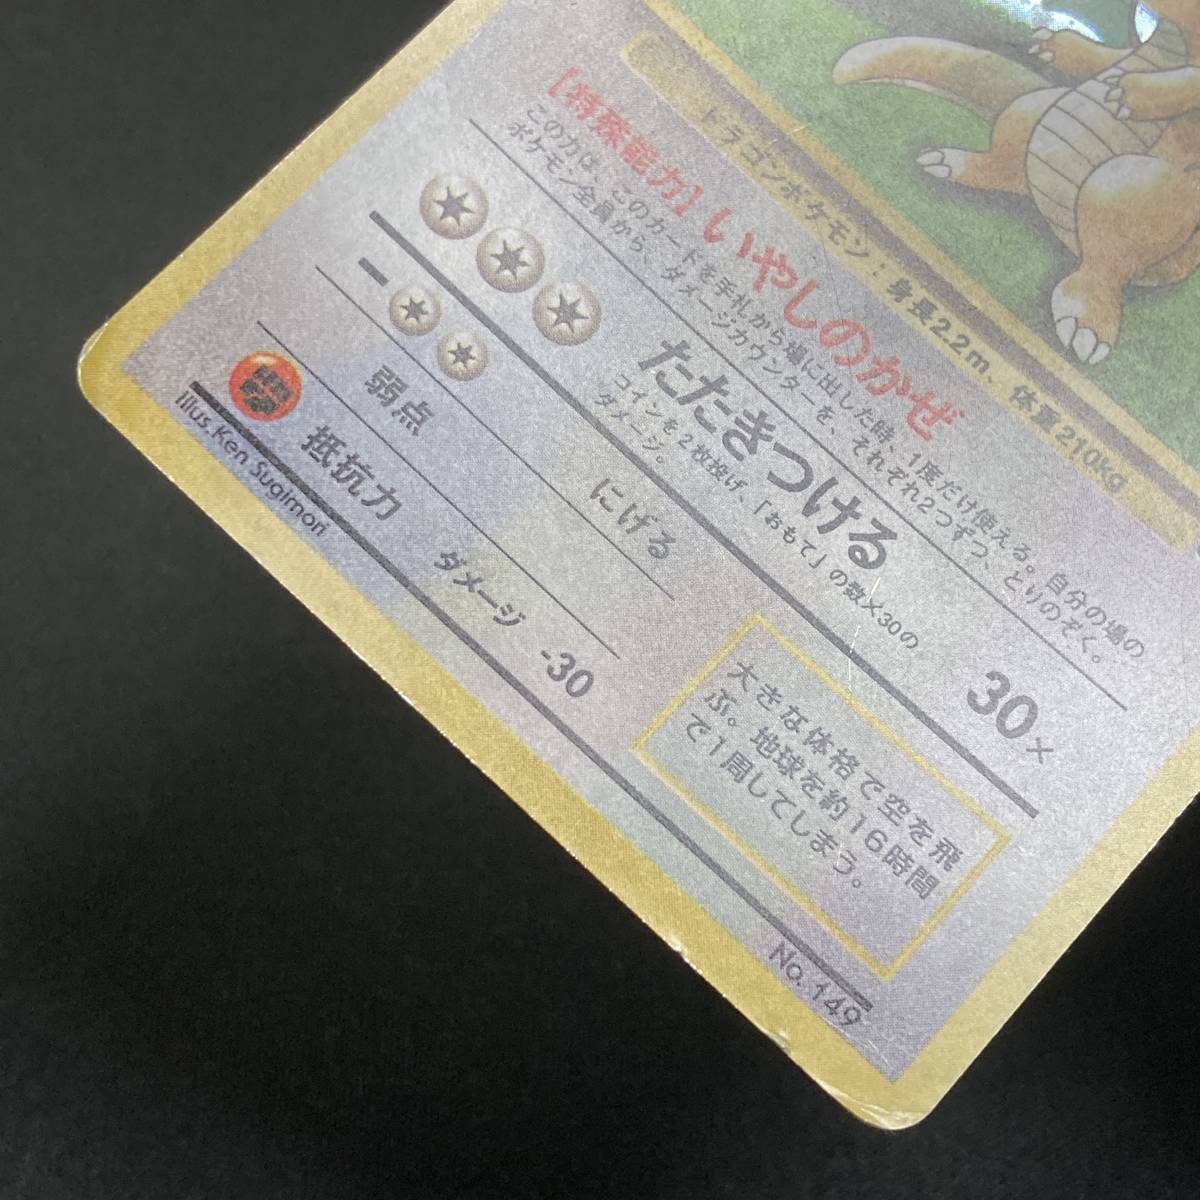 ドラゴンポケモン：身長2.2m、体重210kg
【特殊能力】いやしのかぜ
この力は、このカードを手札から場に出した時、1度だけ使える。自分の場の
ポケモン全員から、ダメージカウンターを、それぞれ2つずつ、とりのぞく。
たたきつける 30×
コインを2枚投げ、「おもて」の数×30の
ダメージ。
にげる
弱点
抵抗力 ダメージ -30
大きな体格で空を飛
ぶ。地球を約16時間
で1周してしまう。
Illus. Ken Sugimori
No. 149